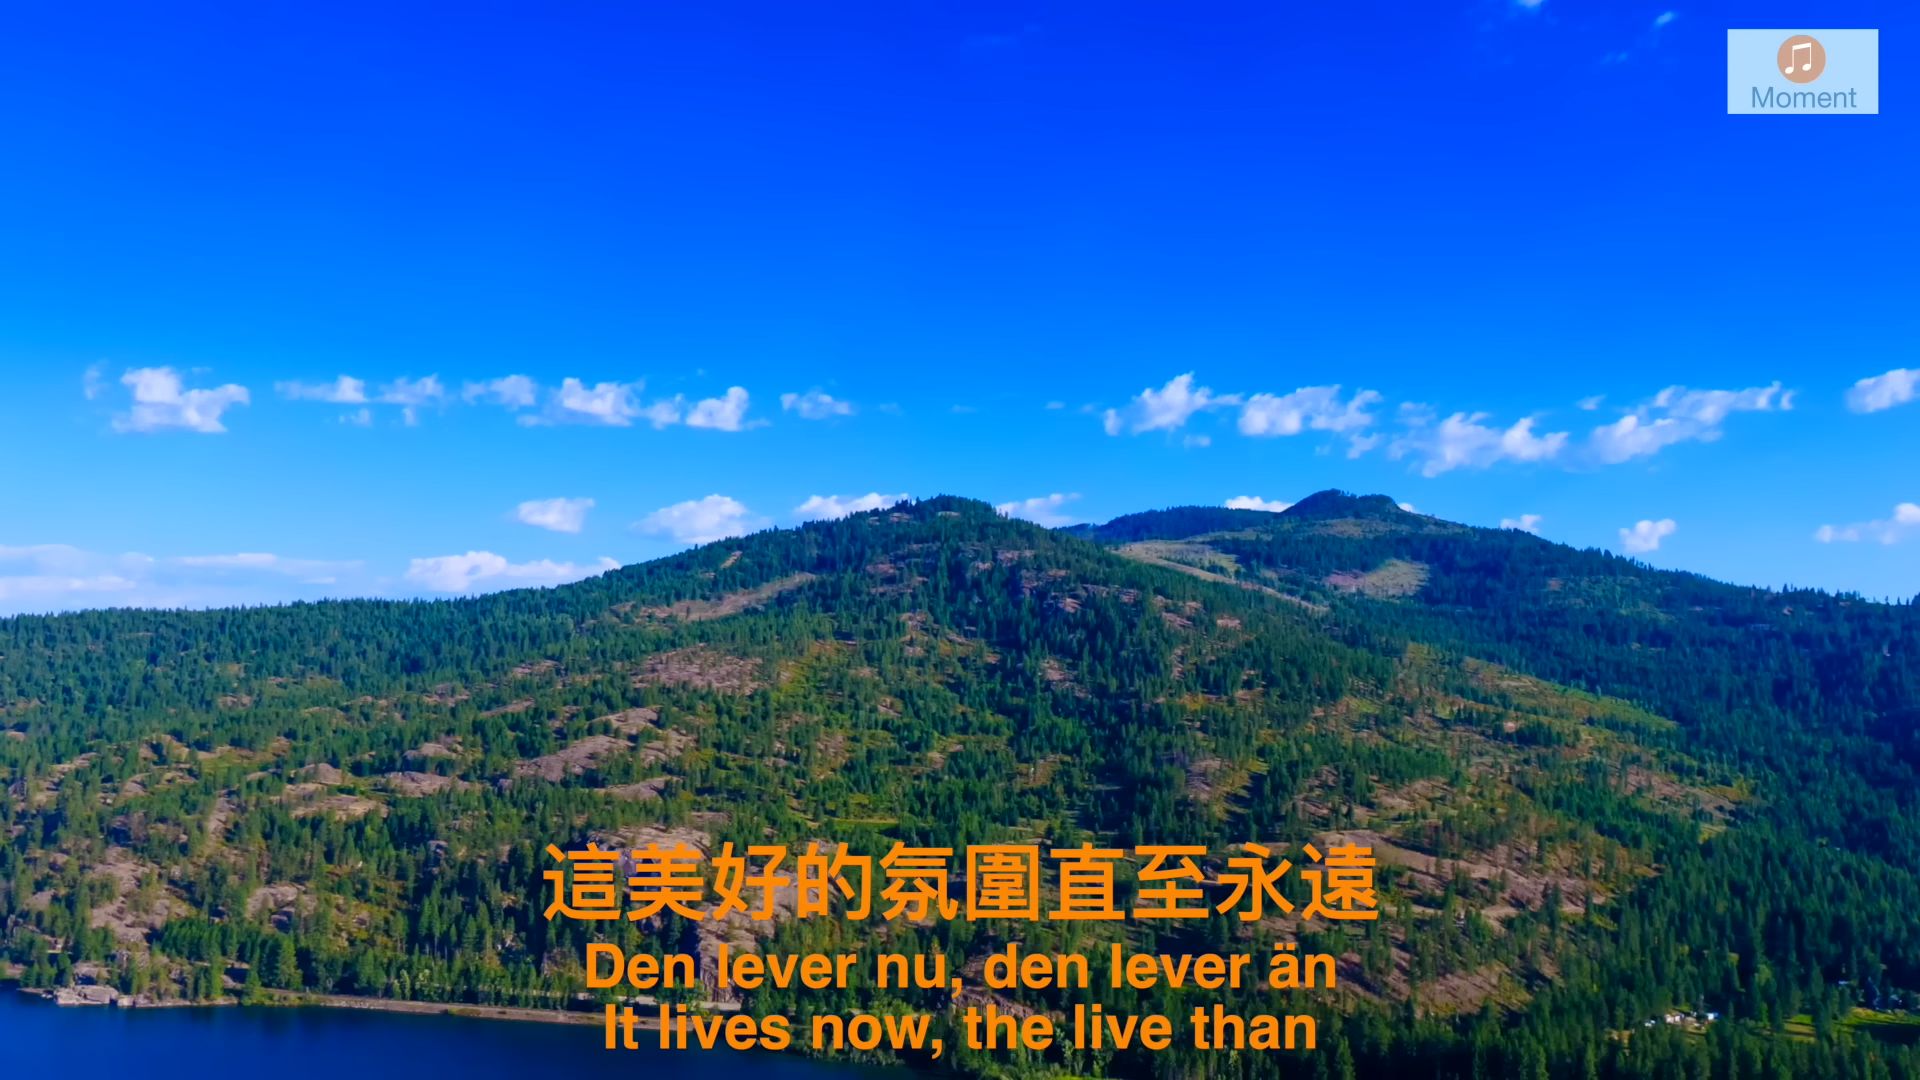 Moment
這美好的氛圍直至永遠
Den lever nu, den lever än
It lives now, the live than